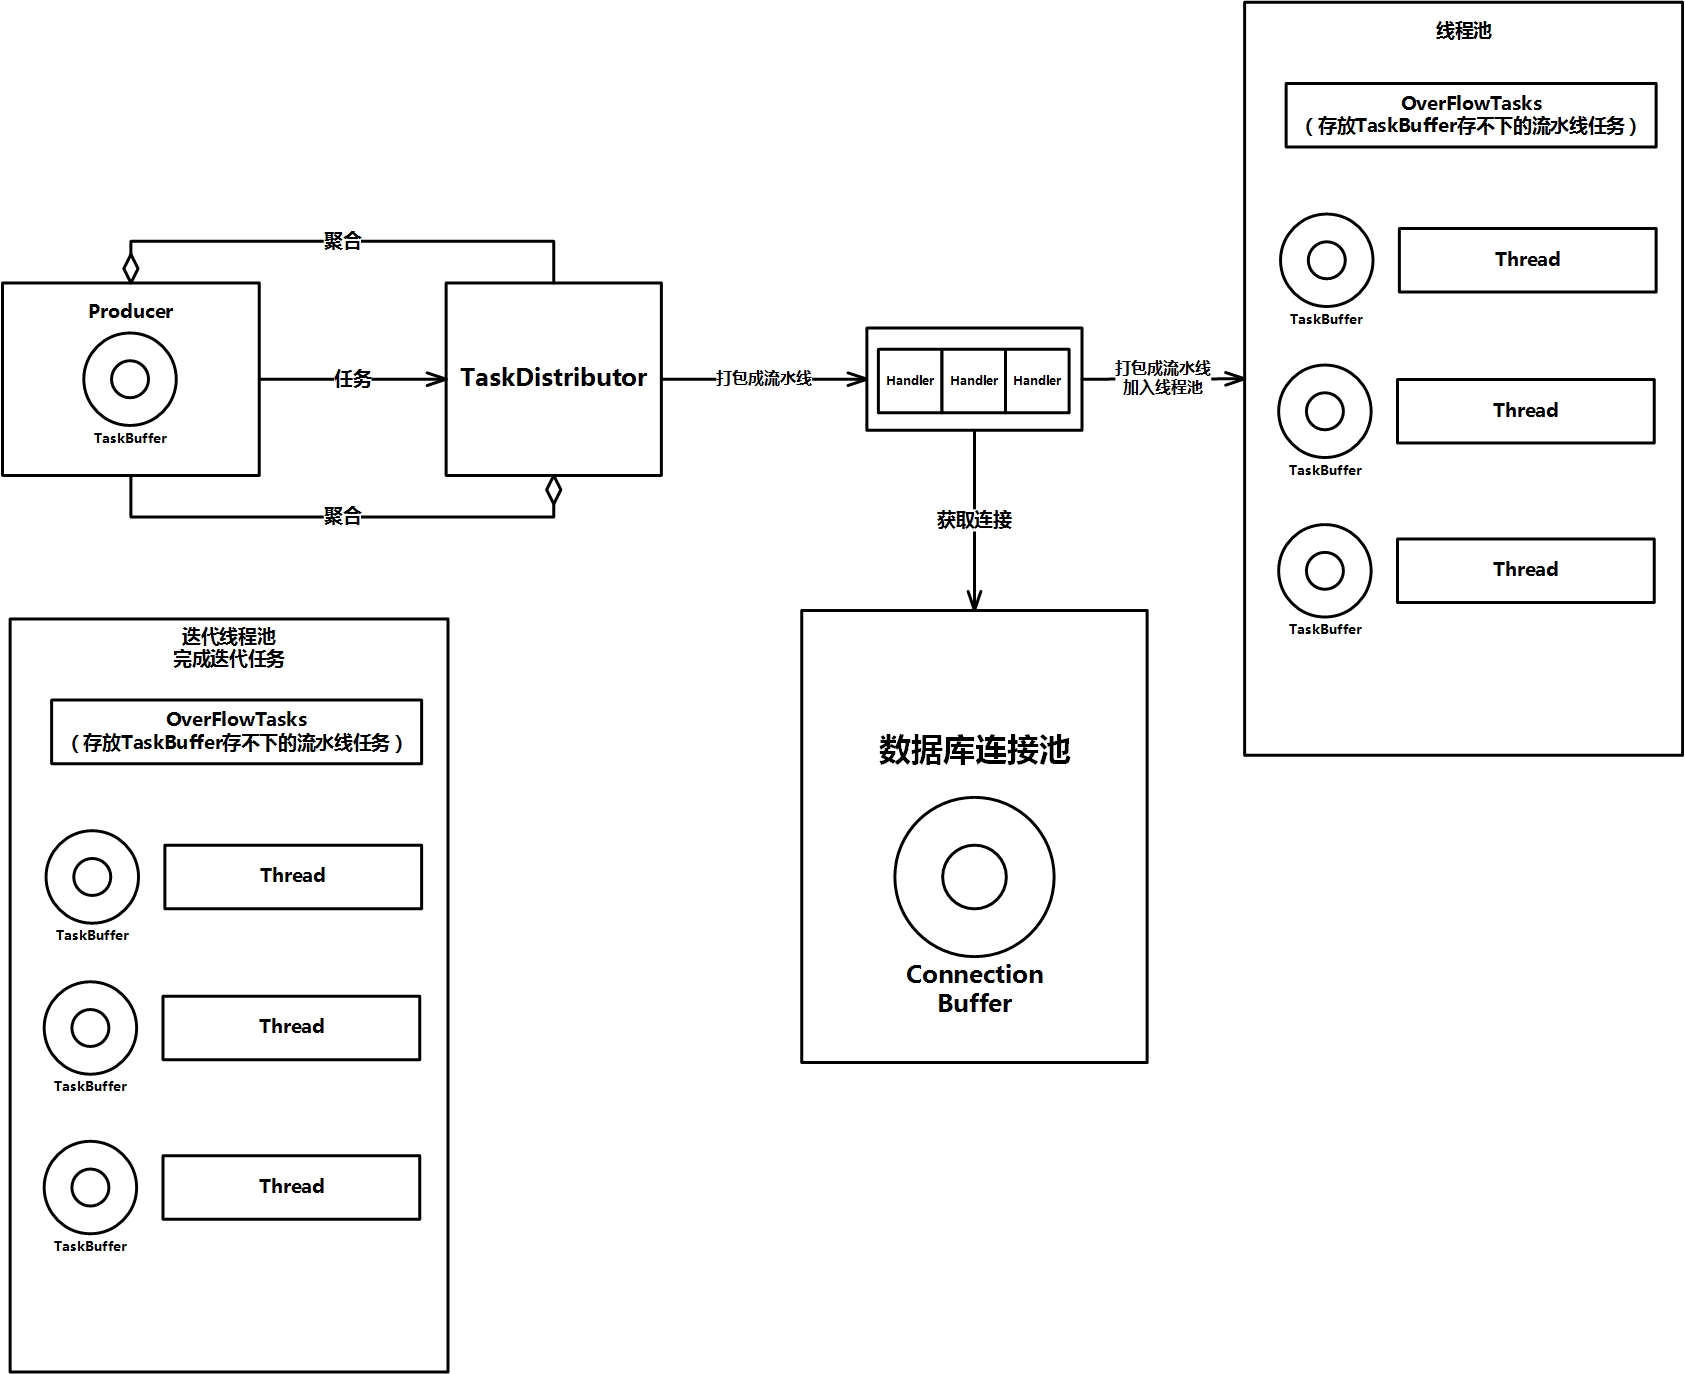 线程池
OverFlowTasks
（存放TaskBuffer存不下的流水线任务）
TaskBuffer
Thread
TaskBuffer
Thread
TaskBuffer
Thread
聚合
Producer
TaskBuffer
任务
TaskDistributor
打包成流水线
Handler
Handler
Handler
打包成流水线
加入线程池
聚合
获取连接
数据库连接池
Connection
Buffer
迭代线程池
完成迭代任务
OverFlowTasks
（存放TaskBuffer存不下的流水线任务）
TaskBuffer
Thread
TaskBuffer
Thread
TaskBuffer
Thread